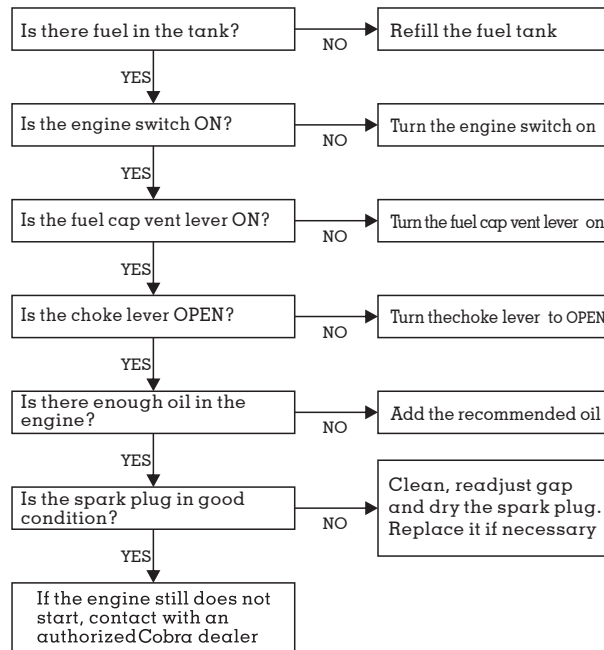 Is there fuel in the tank?
NO
Refill the fuel tank
YES
Is the engine switch ON?
NO
Turn the engine switch on
YES
Is the fuel cap vent lever ON?
NO
Turn the fuel cap vent lever on
YES
Is the choke lever OPEN?
NO
Turn thechoke lever to OPEN
YES
Is there enough oil in the
engine?
NO
Add the recommended oil
YES
Is the spark plug in good
condition?
NO
Clean, readjust gap
and dry the spark plug.
Replace it if necessary
YES
If the engine still does not
start, contact with an
authorizedCobra dealer